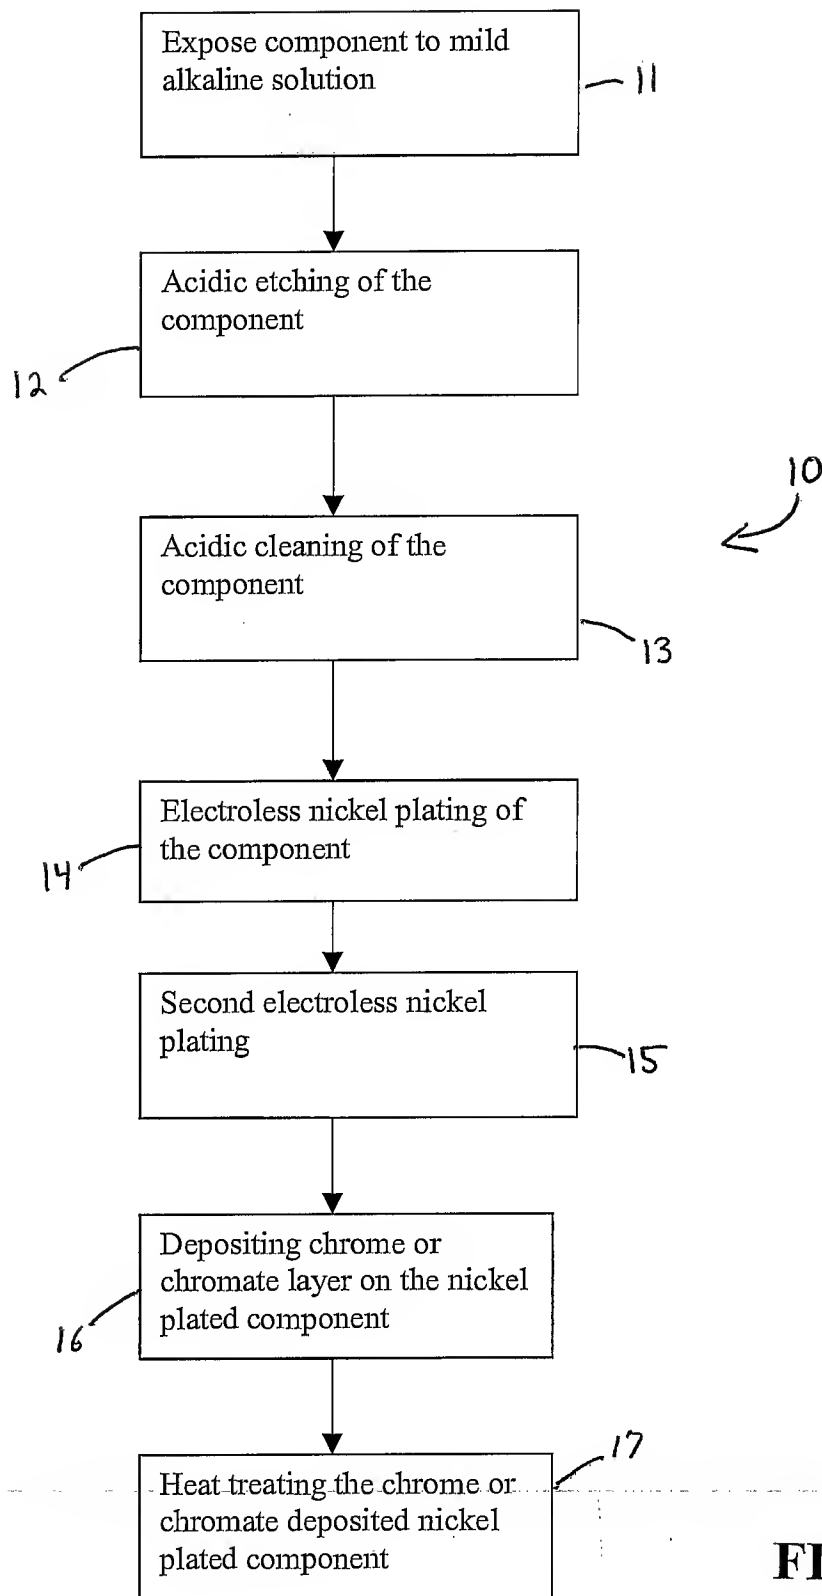 Expose component to mild
alkaline solution
11
Acidic etching of the
component
12
10
Acidic cleaning of the
component
13
Electroless nickel plating of
the component
14
Second electroless nickel
plating
15
Depositing chrome or
chromate layer on the nickel
plated component
16
17
Heat treating the chrome or
chromate deposited nickel
plated component